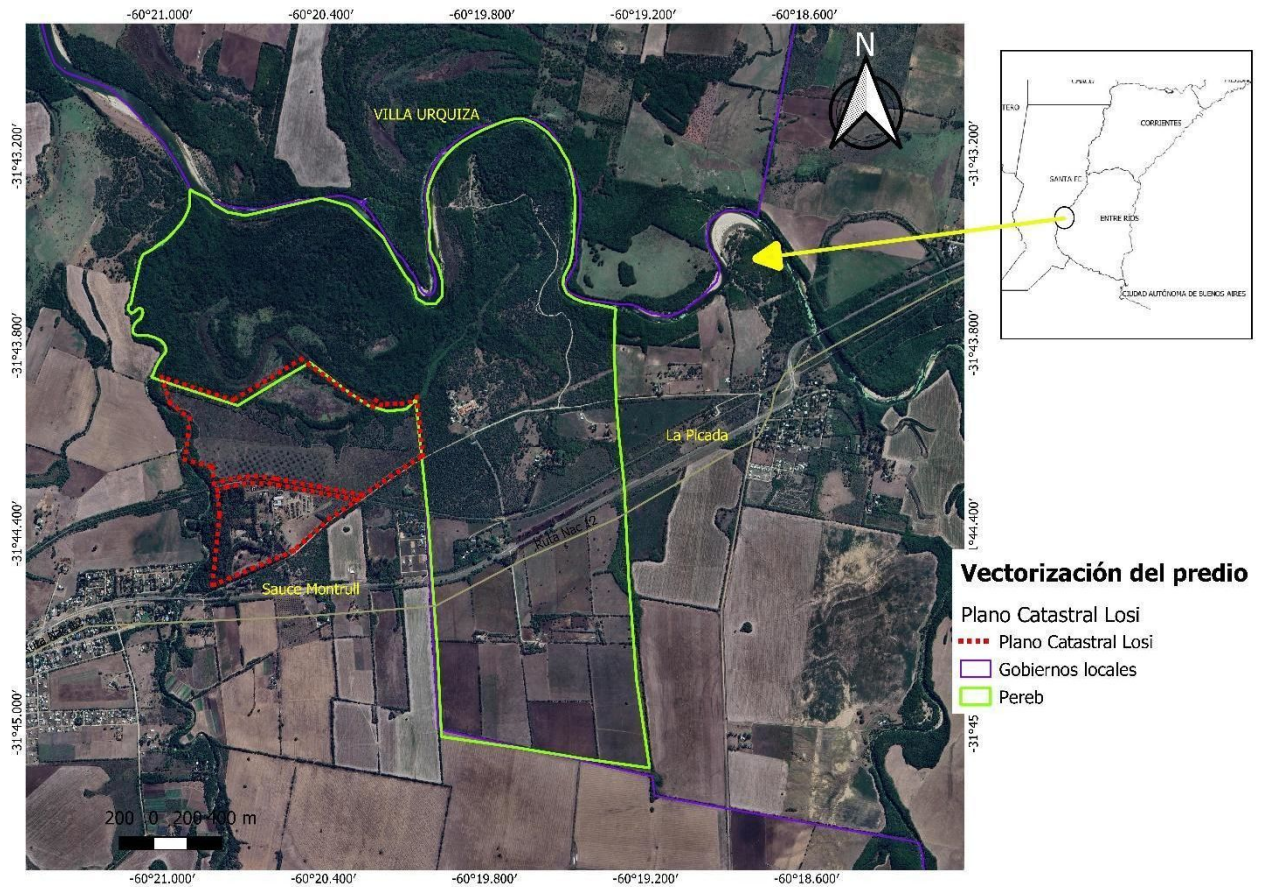 -60°21.000' -60°20.400' -60°19.800' -60°19.200' -60°18.600'
N
VILLA URQUIZA
-31°43.200'
-31°43.200'
CORRIENTES
SANTA FE
ENTRE RÍOS
CIUDAD AUTÓNOMA DE BUENOS AIRES
-31°43.800'
-31°43.800'
La Picada
-31°44.400'
°44.400'
Ruta Nac 12
Sauce Montrull
Vectorización del predio
Plano Catastral Losi
Plano Catastral Losi
Gobiernos locales
Pereb
-31°45.000'
-31°45
200 0 200 400 m
-60°21.000' -60°20.400' -60°19.800' -60°19.200' -60°18.600'